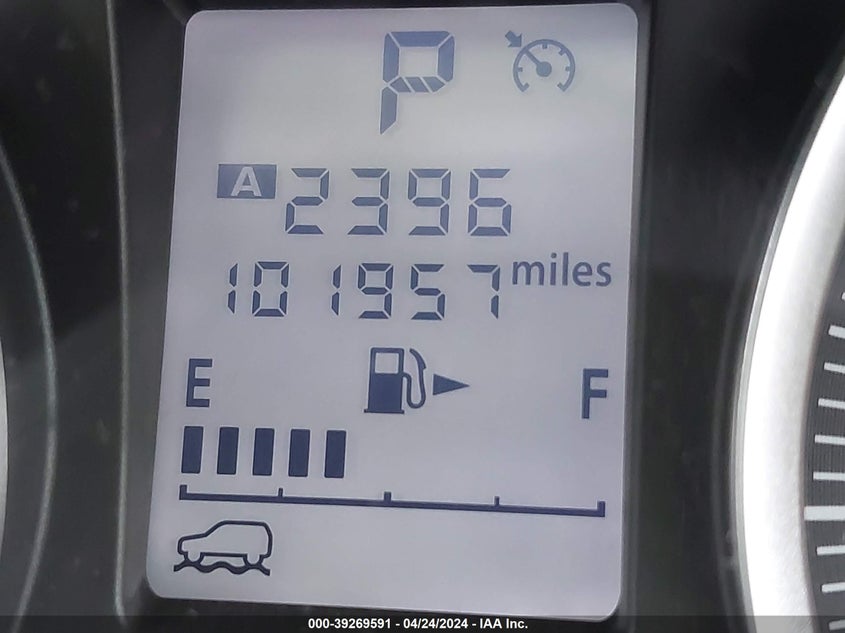 P
A 2396
101957 miles
E F
000-39269591 - 04/24/2024 - IAA Inc.